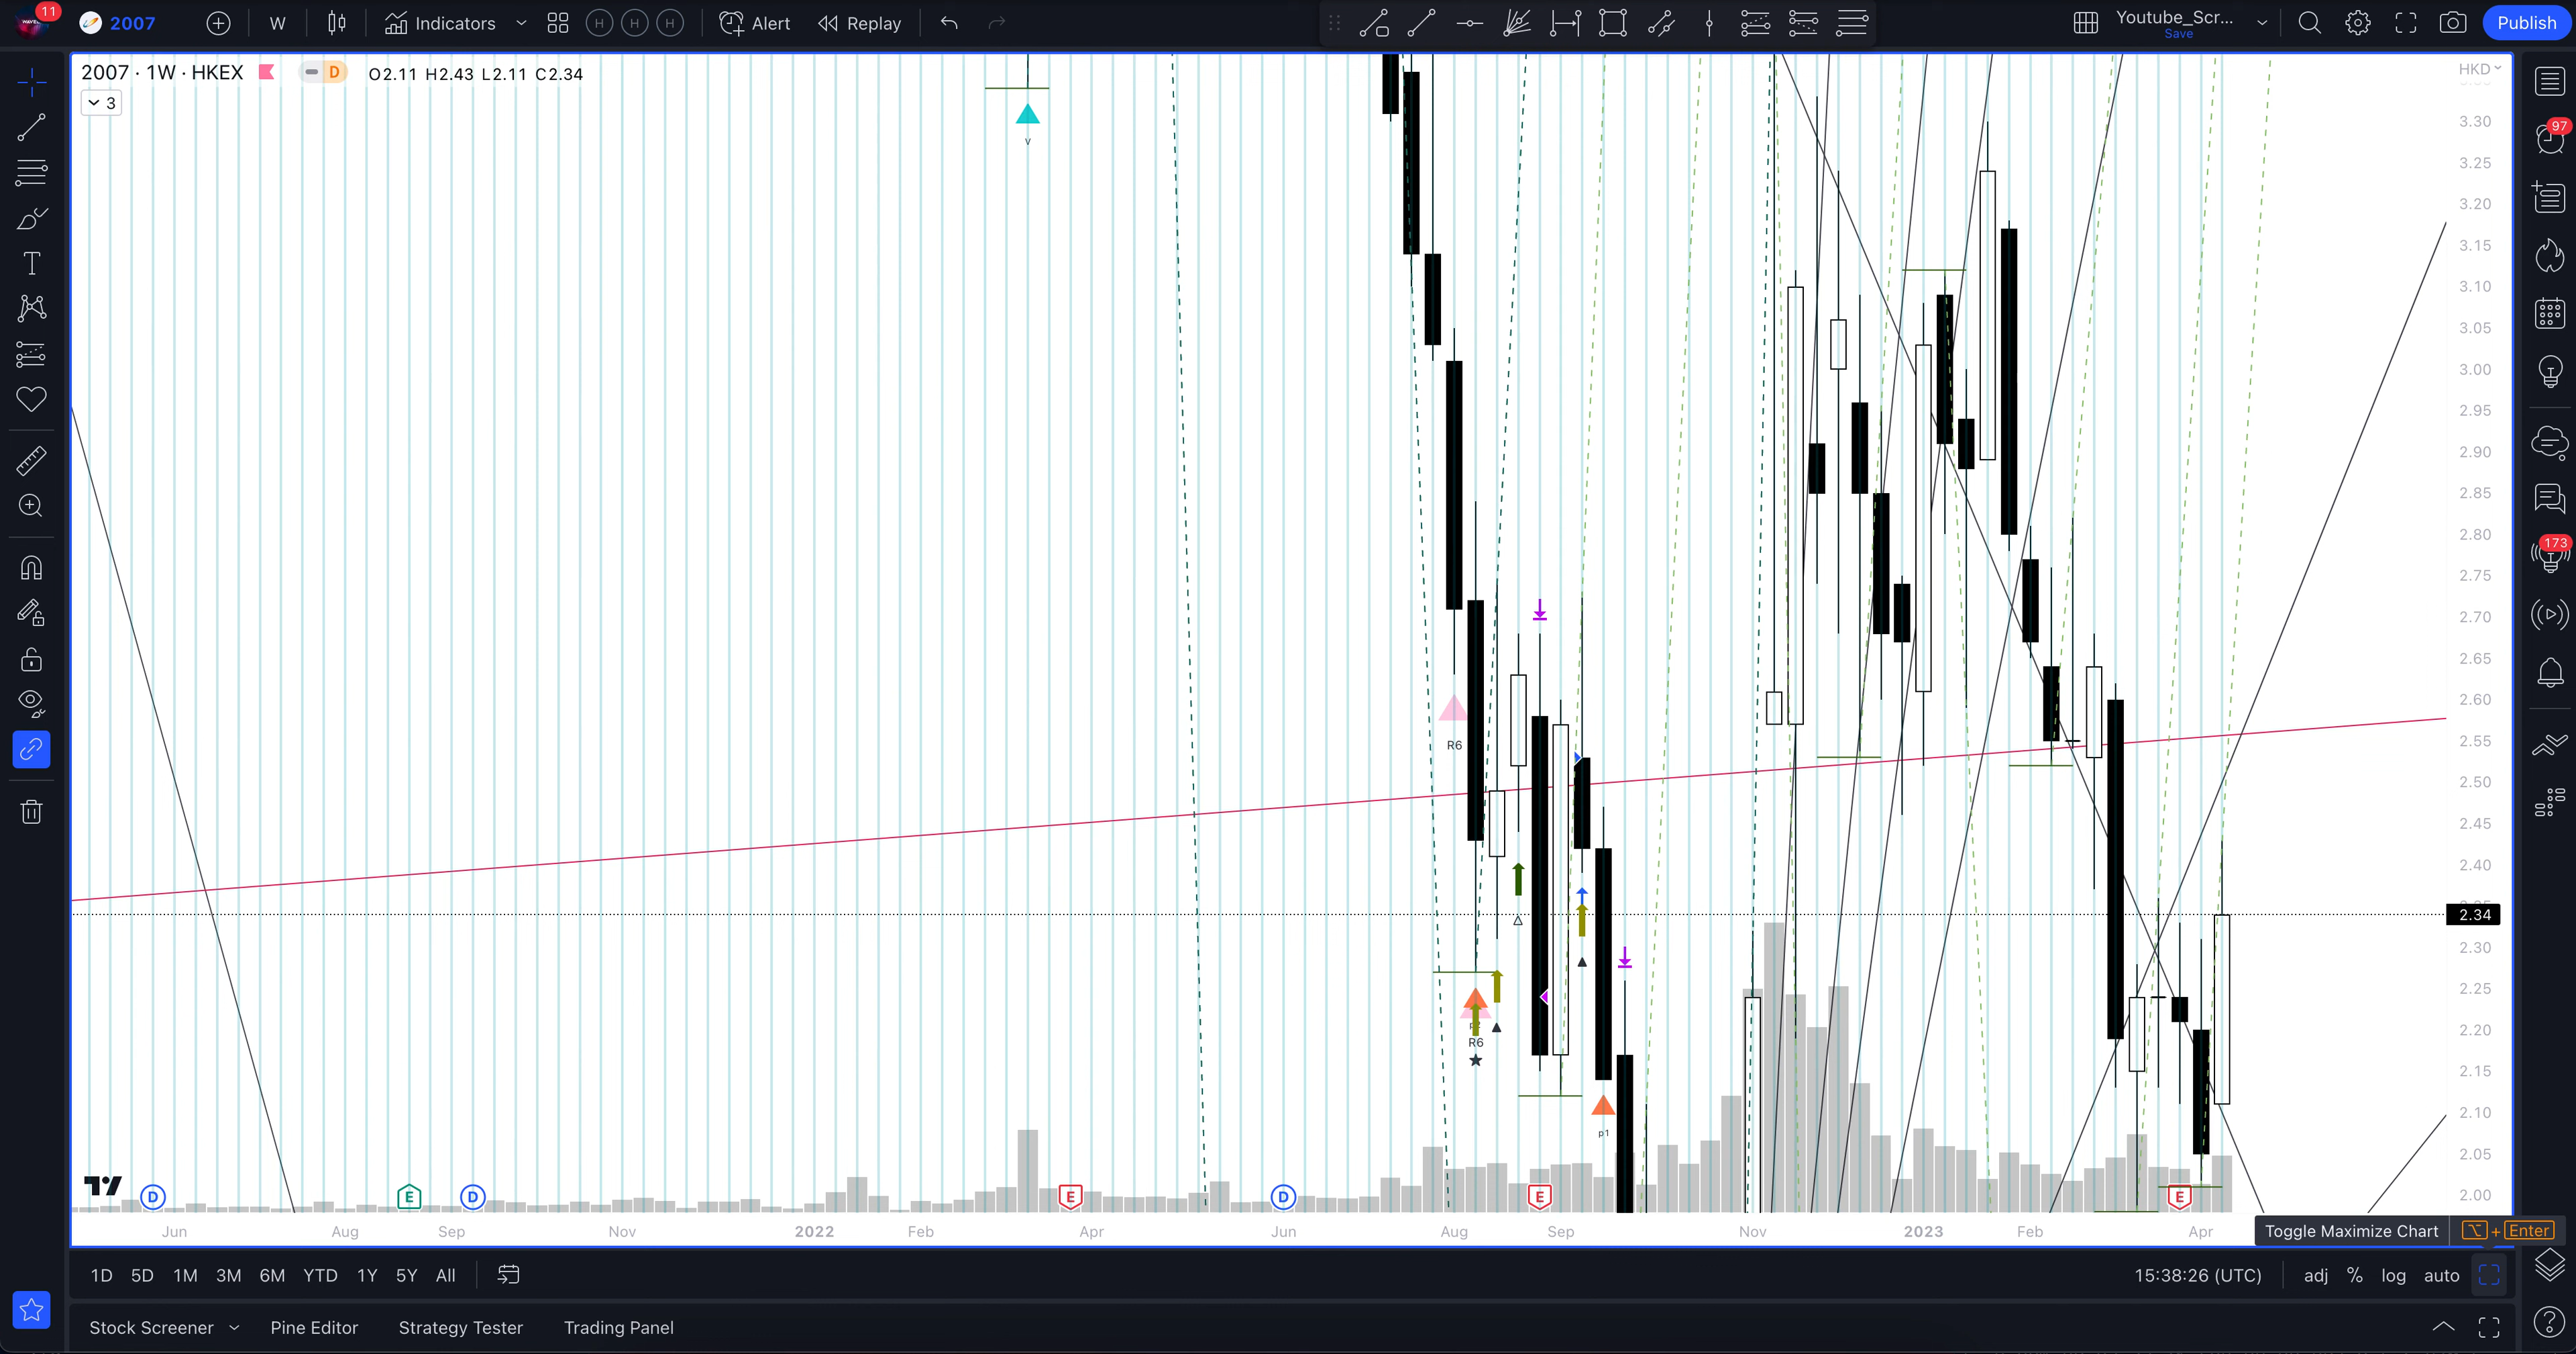 11
2007
W
Indicators
H
H
H
Alert
Replay
Youtube_Scr...
Save
Publish
2007 · 1W · HKEX
D
O2.11 H2.43 L2.11 C2.34
3
HKD
97
173
v
3.30
3.25
3.20
3.15
3.10
3.05
3.00
2.95
2.90
2.85
2.80
2.75
2.70
2.65
2.60
2.55
2.50
2.45
2.40
2.34
2.30
2.25
2.20
2.15
2.10
2.05
2.00
R6
R6
p1
D
E
D
E
D
E
E
Jun
Aug
Sep
Nov
2022
Feb
Apr
Jun
Aug
Sep
Nov
2023
Feb
Apr
Toggle Maximize Chart
⌥ + Enter
1D 5D 1M 3M 6M YTD 1Y 5Y All
15:38:26 (UTC)
adj % log auto
Stock Screener
Pine Editor
Strategy Tester
Trading Panel